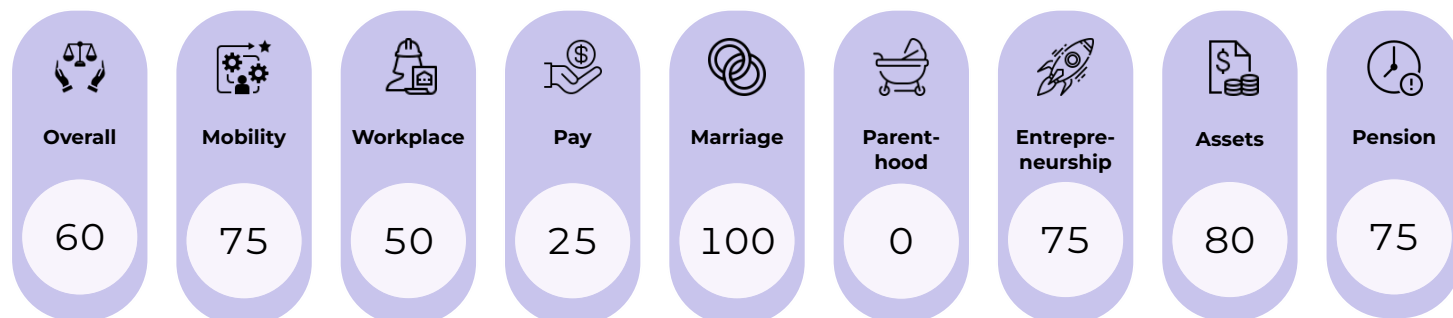 Overall
60
Mobility
75
Workplace
50
$
Pay
25
Marriage
100
Parent-
hood
0
Entrepre-
neurship
75
$
Assets
80
!
Pension
75